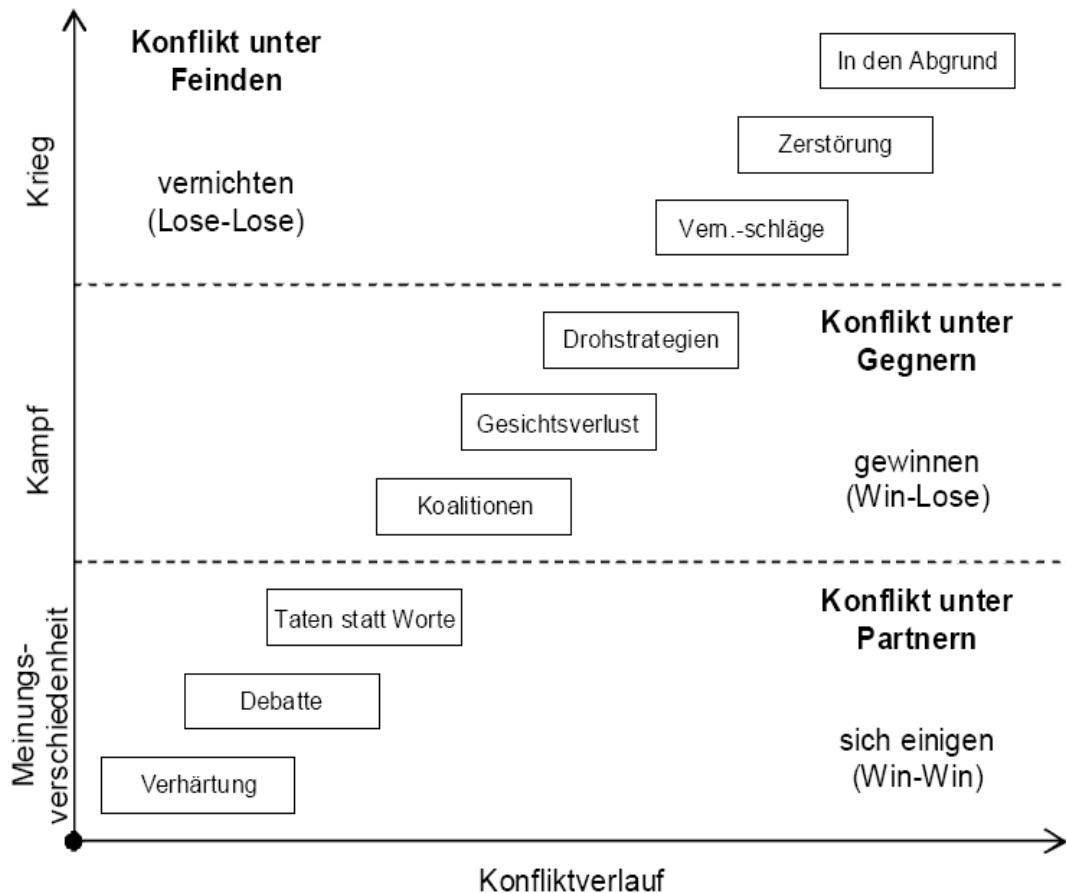 Konflikt unter
Feinden
vernichten
(Lose-Lose)
In den Abgrund
Zerstörung
Vern.-schläge
Krieg
Drohstrategien
Gesichtsverlust
Koalitionen
Konflikt unter
Gegnern
gewinnen
(Win-Lose)
Kampf
Taten statt Worte
Debatte
Verhärtung
Konflikt unter
Partnern
sich einigen
(Win-Win)
Meinungs-
verschiedenheit
Konfliktverlauf